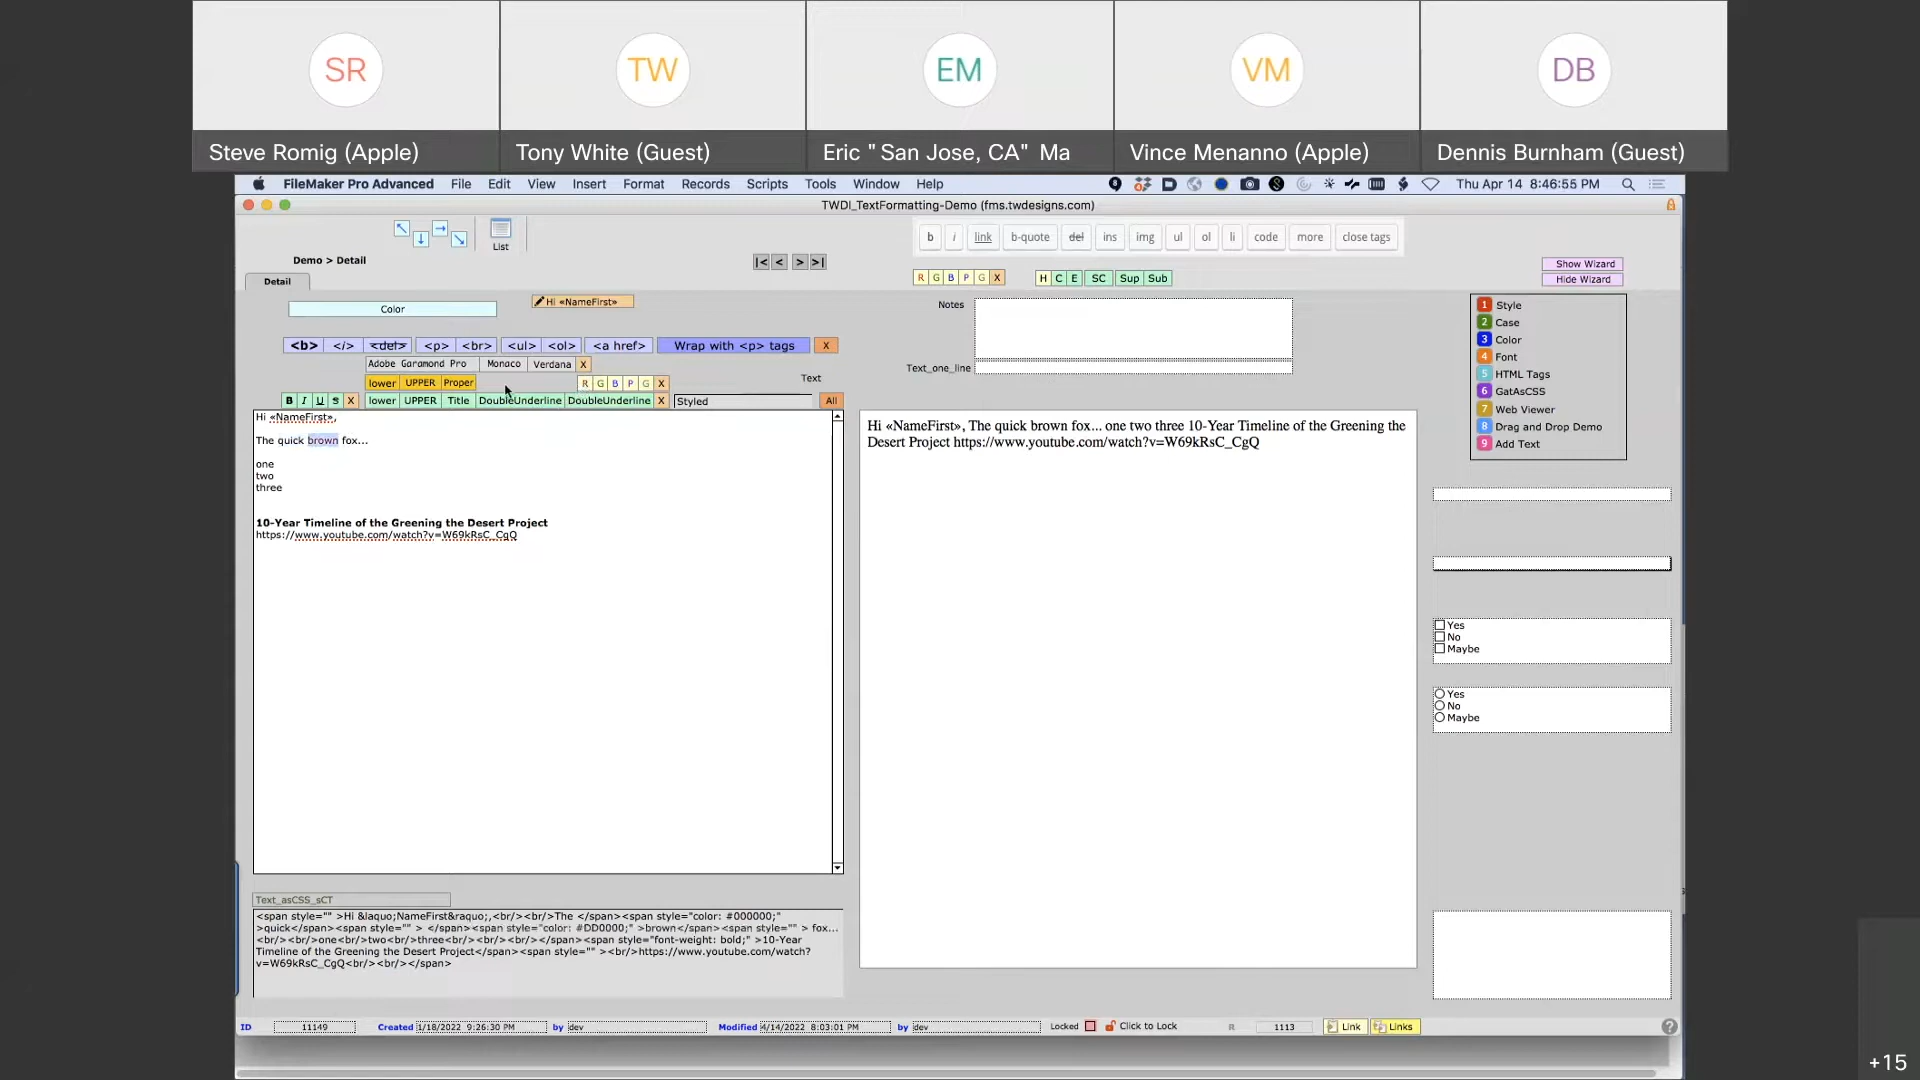 SR
TW
EM
VM
DB
Steve Romig (Apple)
Tony White (Guest)
Eric "San Jose, CA" Ma
Vince Menanno (Apple)
Dennis Burnham (Guest)
FileMaker Pro Advanced File Edit View Insert Format Records Scripts Tools Window Help Thu Apr 14 8:46:55 PM
TWDI_TextFormatting-Demo (fms.twdesigns.com)
List
b i link b-quote del ins img ul ol li code more close tags
Demo > Detail
|< < > >|
Show Wizard
Hide Wizard
Detail
R G B P G X H C E SC Sup Sub
Color
Hi «NameFirst»
Notes
Text_one_line
1 Style
2 Case
3 Color
4 Font
5 HTML Tags
6 GatAsCSS
7 Web Viewer
8 Drag and Drop Demo
9 Add Text
<b> </i> <del> <p> <br> <ul> <ol> <a href> Wrap with <p> tags X
Adobe Garamond Pro Monaco Verdana X
lower UPPER Proper R G B P G X Text
B I U S X lower UPPER Title DoubleUnderline DoubleUnderline X Styled All
Hi «NameFirst»,
The quick brown fox...
one
two
three
10-Year Timeline of the Greening the Desert Project
https://www.youtube.com/watch?v=W69kRsC_CgQ
Hi «NameFirst», The quick brown fox... one two three 10-Year Timeline of the Greening the
Desert Project https://www.youtube.com/watch?v=W69kRsC_CgQ
Yes
No
Maybe
Yes
No
Maybe
Text_asCSS_sCT
<span style="" >Hi &laquo;NameFirst&raquo;,<br/><br/>The </span><span style="color: #000000;"
>quick</span><span style="" > </span><span style="color: #DD0000;" >brown</span><span style="" > fox...
<br/><br/>one<br/>two<br/>three<br/><br/><br/></span><span style="font-weight: bold;" >10-Year
Timeline of the Greening the Desert Project</span><span style="" ><br/>https://www.youtube.com/watch?
v=W69kRsC_CgQ<br/><br/></span>
ID 11149 Created 1/18/2022 9:26:30 PM by dev Modified 4/14/2022 8:03:01 PM by dev Locked Click to Lock R 1113 Link Links ?
+15